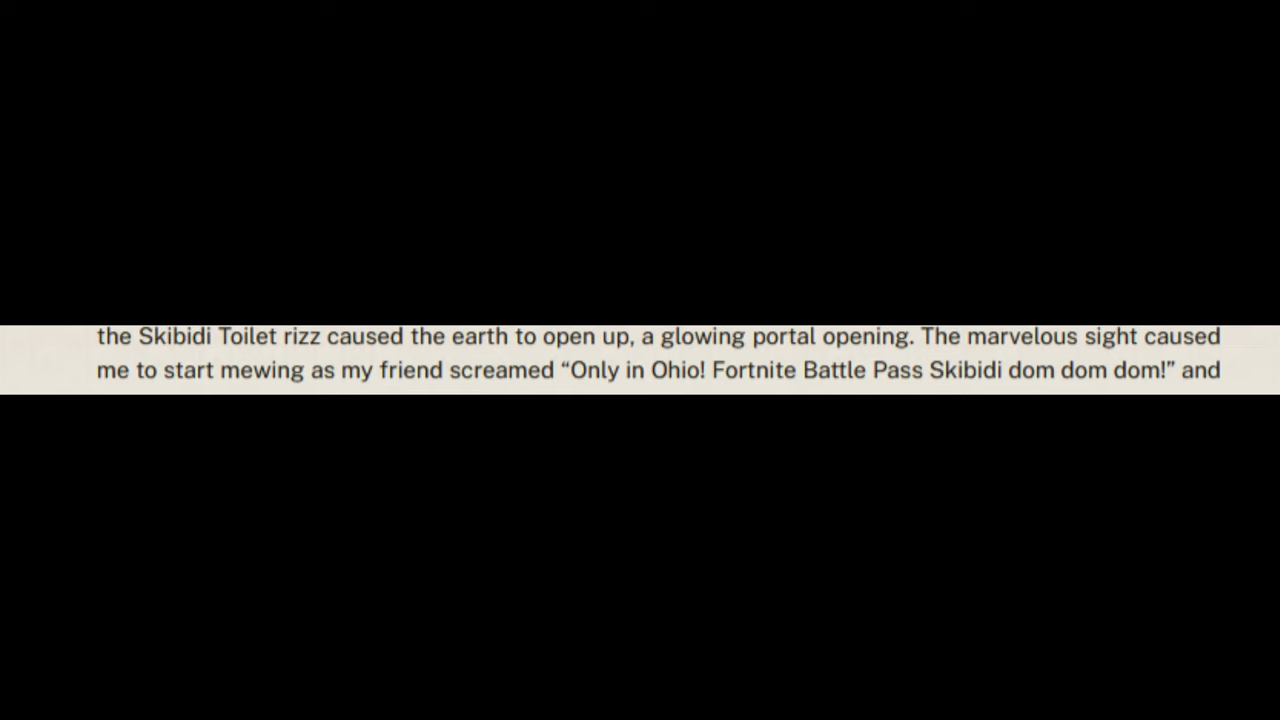 the Skibidi Toilet rizz caused the earth to open up, a glowing portal opening. The marvelous sight caused
me to start mewing as my friend screamed “Only in Ohio! Fortnite Battle Pass Skibidi dom dom dom!” and